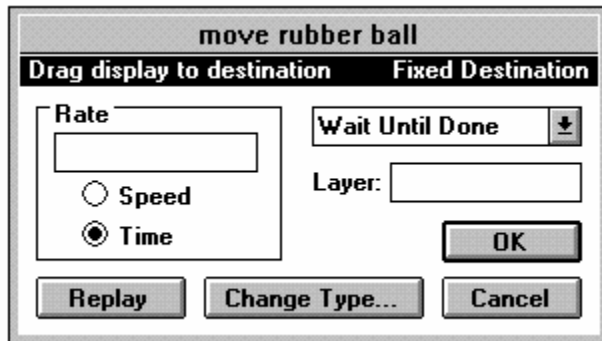 move rubber ball
Drag display to destination Fixed Destination
Rate
Wait Until Done
Speed
Layer:
Time
OK
Replay Change Type... Cancel